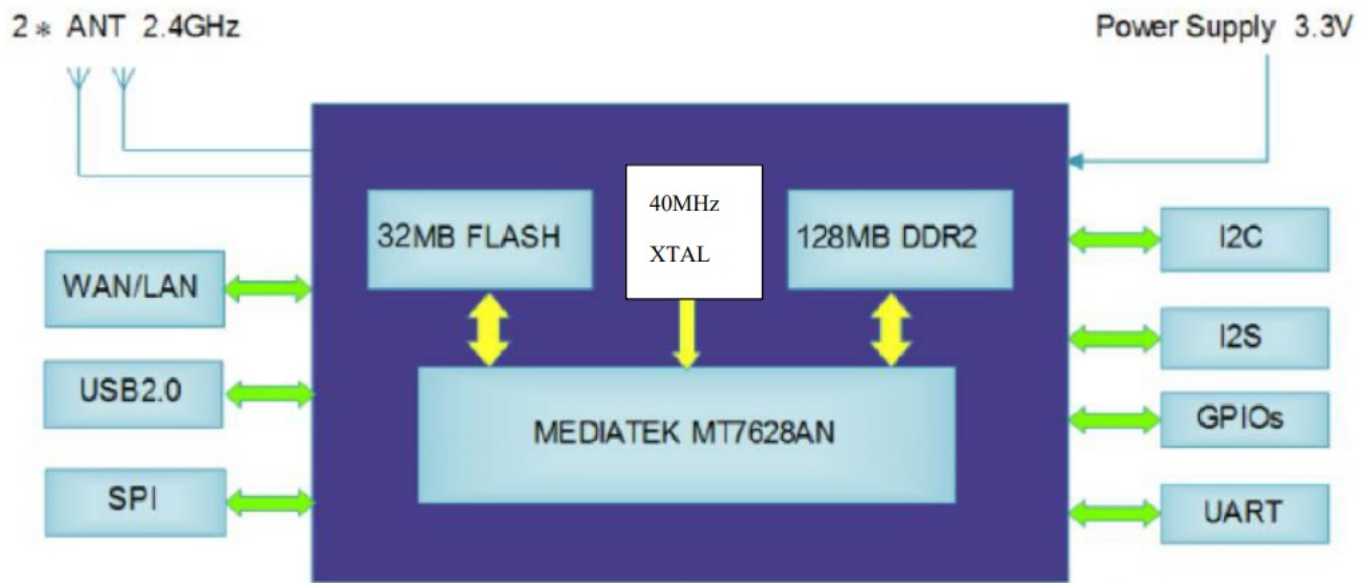 2* ANT 2.4GHz
Power Supply 3.3V
32MB FLASH
40MHz
XTAL
128MB DDR2
WAN/LAN
USB2.0
SPI
I2C
I2S
GPIOs
UART
MEDIATEK MT7628AN